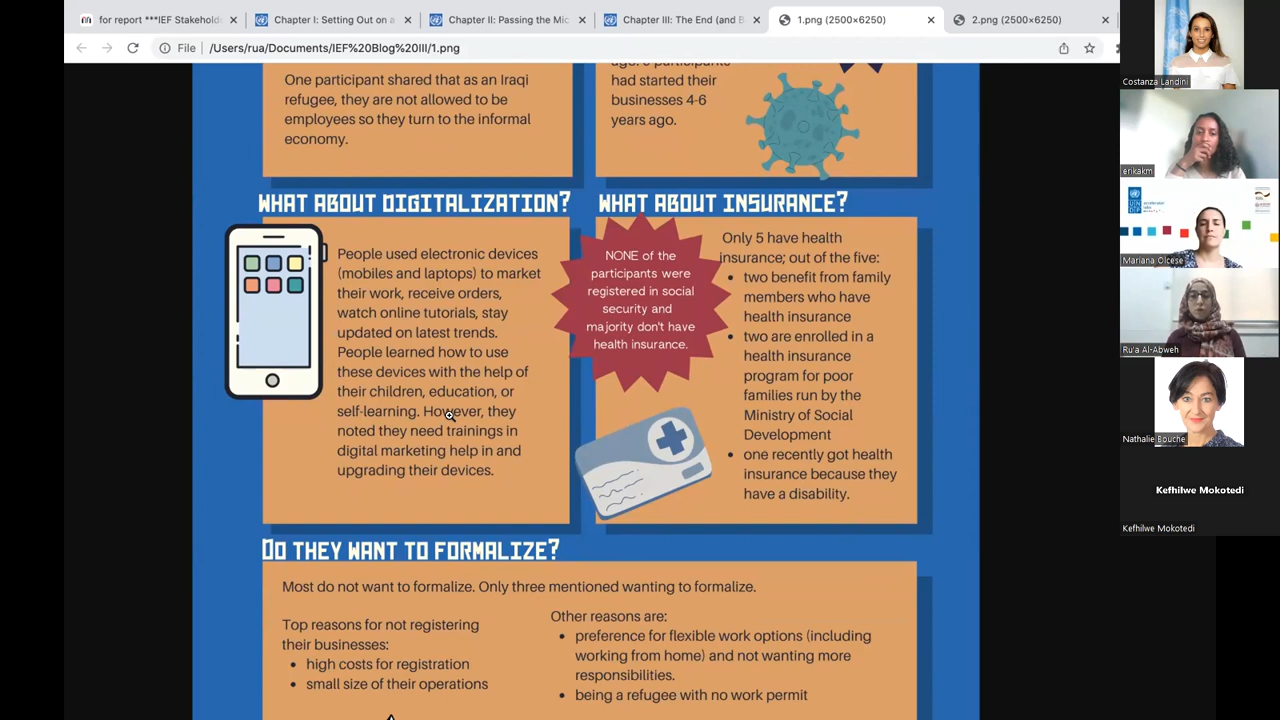 for report ***IEF Stakehold
Chapter I: Setting Out on a
Chapter II: Passing the Mic
Chapter III: The End (and B
1.png (2500×6250)
2.png (2500×6250)
File
/Users/rua/Documents/IEF%20Blog%20III/1.png
One participant shared that as an Iraqi
refugee, they are not allowed to be
employees so they turn to the informal
economy.
had started their
businesses 4-6
years ago.
WHAT ABOUT DIGITALIZATION?
People used electronic devices
(mobiles and laptops) to market
their work, receive orders,
watch online tutorials, stay
updated on latest trends.
People learned how to use
these devices with the help of
their children, education, or
self-learning. However, they
noted they need trainings in
digital marketing help in and
upgrading their devices.
WHAT ABOUT INSURANCE?
NONE of the
participants were
registered in social
security and
majority don't have
health insurance.
Only 5 have health
insurance; out of the five:
• two benefit from family
members who have
health insurance
• two are enrolled in a
health insurance
program for poor
families run by the
Ministry of Social
Development
• one recently got health
insurance because they
have a disability.
DO THEY WANT TO FORMALIZE?
Most do not want to formalize. Only three mentioned wanting to formalize.
Top reasons for not registering
their businesses:
• high costs for registration
• small size of their operations
Other reasons are:
• preference for flexible work options (including
working from home) and not wanting more
responsibilities.
• being a refugee with no work permit
Costanza Landini
erikakm
Mariana Olcese
Ru'a Al-Abweh
Nathalie Bouche
Kefhilwe Mokotedi
Kefhilwe Mokotedi